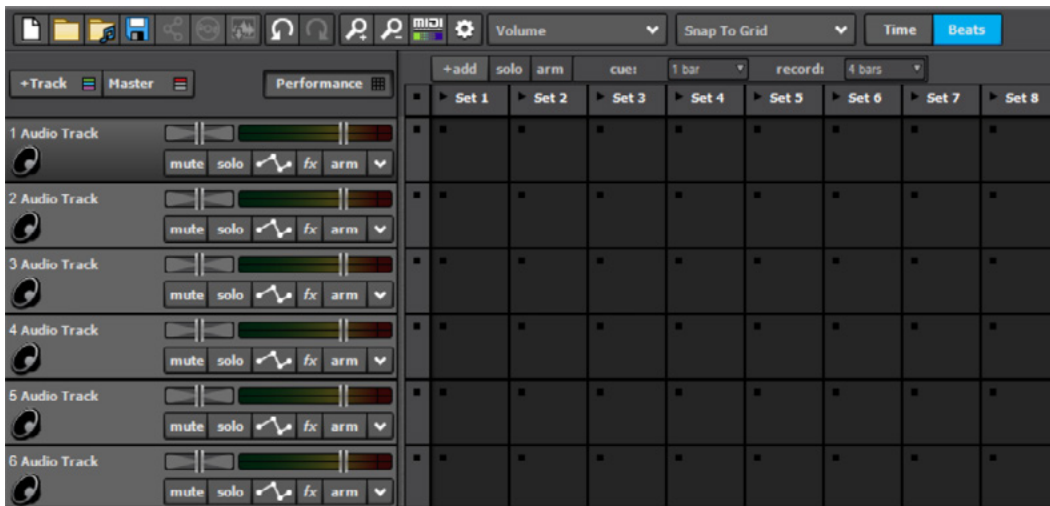 MIDI Volume Snap To Grid Time Beats
+add solo arm cue: 1 bar record: 4 bars
+Track Master Performance
Set 1 Set 2 Set 3 Set 4 Set 5 Set 6 Set 7 Set 8
1 Audio Track
mute solo fx arm
2 Audio Track
mute solo fx arm
3 Audio Track
mute solo fx arm
4 Audio Track
mute solo fx arm
5 Audio Track
mute solo fx arm
6 Audio Track
mute solo fx arm